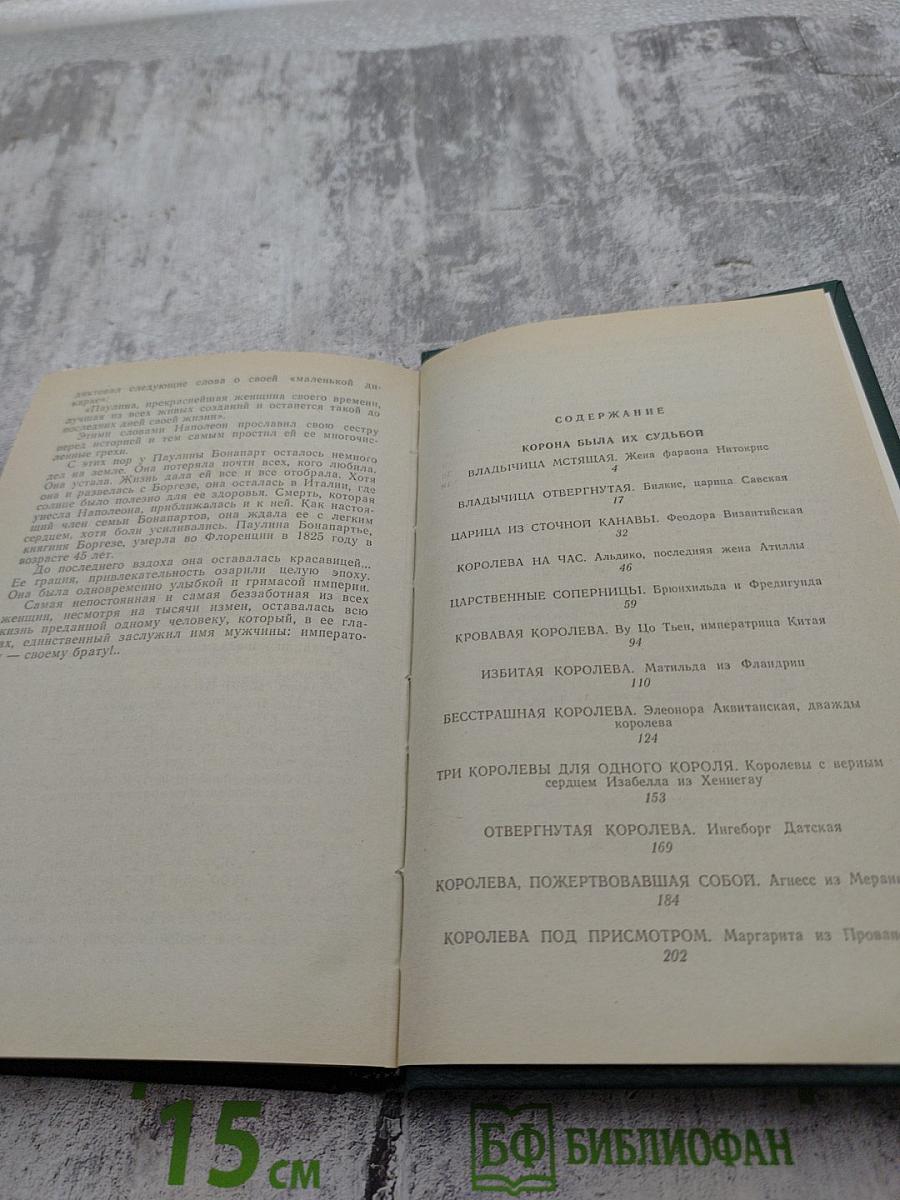 диктовал следующие слова о своей «маленькой ди-
карке»:
«Паулина, прекраснейшая женщина своего времени,
лучшая из всех живых созданий и останется такой до
последних дней своей жизни».
Этими словами Наполеон прославил свою сестру
перед историей и тем самым простил ей ее многочис-
ленные грехи.
С этих пор у Паулины Бонапарт осталось немного
дел на земле. Она потеряла почти всех, кого любила.
Она устала. Жизнь дала ей все и все отобрала. Хотя
она и развелась с Боргезе, она осталась в Италии, где
солнце было полезно для ее здоровья. Смерть, которая
унесла Наполеона, приближалась и к ней. Как настоя-
щий член семьи Бонапартов, она ждала ее с легким
сердцем, хотя боли усиливались. Паулина Бонапартье,
княгиня Боргезе, умерла во Флоренции в 1825 году в
возрасте 45 лет.
До последнего вздоха она оставалась красавицей...
Ее грация, привлекательность озарили целую эпоху.
Она была одновременно улыбкой и гримасой империи.
Самая непостоянная и самая беззаботная из всех
женщин, несмотря на тысячи измен, оставалась всю
жизнь преданной одному человеку, который, в ее гла-
ах, единственный заслужил имя мужчины: императо-
у — своему брату!..
СОДЕРЖАНИЕ
КОРОНА БЫЛА ИХ СУДЬБОЙ
ВЛАДЫЧИЦА МСТЯЩАЯ. Жена фараона Нитокрис
4
ВЛАДЫЧИЦА ОТВЕРГНУТАЯ. Билкис, царица Савская
17
ЦАРИЦА ИЗ СТОЧНОЙ КАНАВЫ. Феодора Византийская
32
КОРОЛЕВА НА ЧАС. Альдико, последняя жена Атиллы
46
ЦАРСТВЕННЫЕ СОПЕРНИЦЫ. Брюнхильда и Фредигунда
59
КРОВАВАЯ КОРОЛЕВА. Ву Цо Тьен, императрица Китая
94
ИЗБИТАЯ КОРОЛЕВА. Матильда из Фландрии
110
БЕССТРАШНАЯ КОРОЛЕВА. Элеонора Аквитанская, дважды
королева
124
ТРИ КОРОЛЕВЫ ДЛЯ ОДНОГО КОРОЛЯ. Королевы с верным
сердцем Изабелла из Хеннегау
153
ОТВЕРГНУТАЯ КОРОЛЕВА. Ингеборг Датская
169
КОРОЛЕВА, ПОЖЕРТВОВАВШАЯ СОБОЙ. Агнесс из Меран
184
КОРОЛЕВА ПОД ПРИСМОТРОМ. Маргарита из Прован
202
15 СМ
БФ БИБЛИОФАН